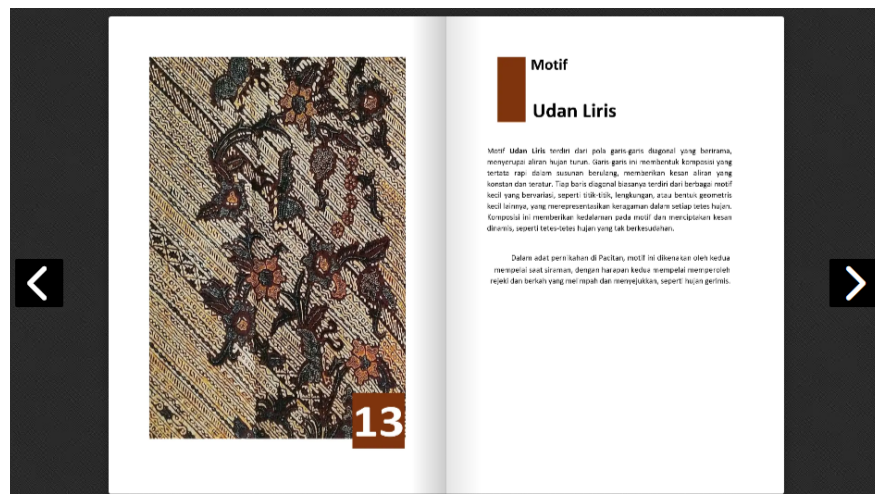 13
Motif
Udan Liris
Motif Udan Liris terdiri dari pola garis-garis diagonal yang berirama,
menyerupai aliran hujan turun. Garis garis ini membentuk komposisi yang
tertata rapi dalam susunan berulang, memberikan kesan aliran yang
konstan dan teratur. Tiap baris diagonal biasanya terdiri dari berbagai motif
kecil yang bervariasi, seperti titik-titik, lengkungan, atau bentuk geometris
kecil lainnya, yang merepresentasikan keragaman dalam setiap tetes hujan.
Komposisi ini memberikan kedalaman pada motif dan menciptakan kesan
dinamis, seperti tetes-tetes hujan yang tak berkesudahan.
Dalam adat pernikahan di Pacitan, motif ini dikenakan oleh kedua
mempelai saat siraman, dengan harapan kedua mempelai memperoleh
rejeki dan berkah yang melimpah dan menyejukkan, seperti hujan gerimis.